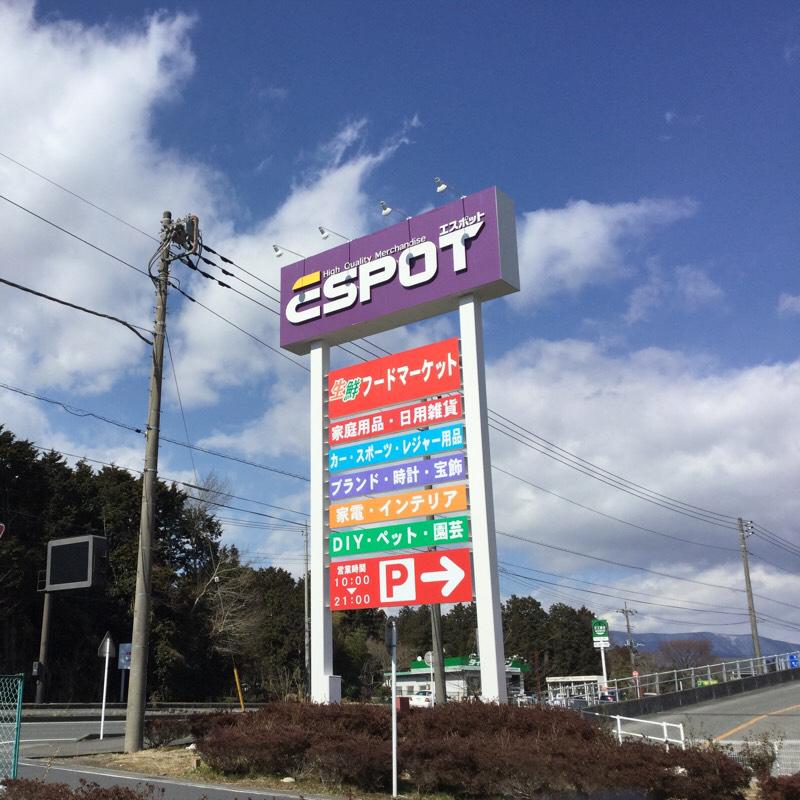 エスポット
High Quality Merchandise
ESPOT
生鮮フードマーケット
家庭用品・日用雑貨
カー・スポーツ・レジャー用品
ブランド・時計・宝飾
家電・インテリア
DIY・ペット・園芸
営業時間
10:00
21:00
P